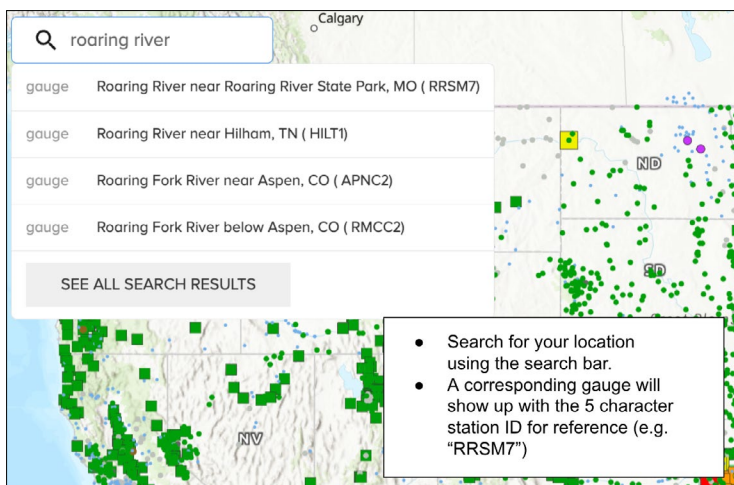 Calgary
roaring river
gauge Roaring River near Roaring River State Park, MO ( RRSM7)
gauge Roaring River near Hilham, TN ( HILT1)
gauge Roaring Fork River near Aspen, CO ( APNC2)
gauge Roaring Fork River below Aspen, CO ( RMCC2)
SEE ALL SEARCH RESULTS
ND
SD
NV
● Search for your location
using the search bar.
● A corresponding gauge will
show up with the 5 character
station ID for reference (e.g.
“RRSM7”)